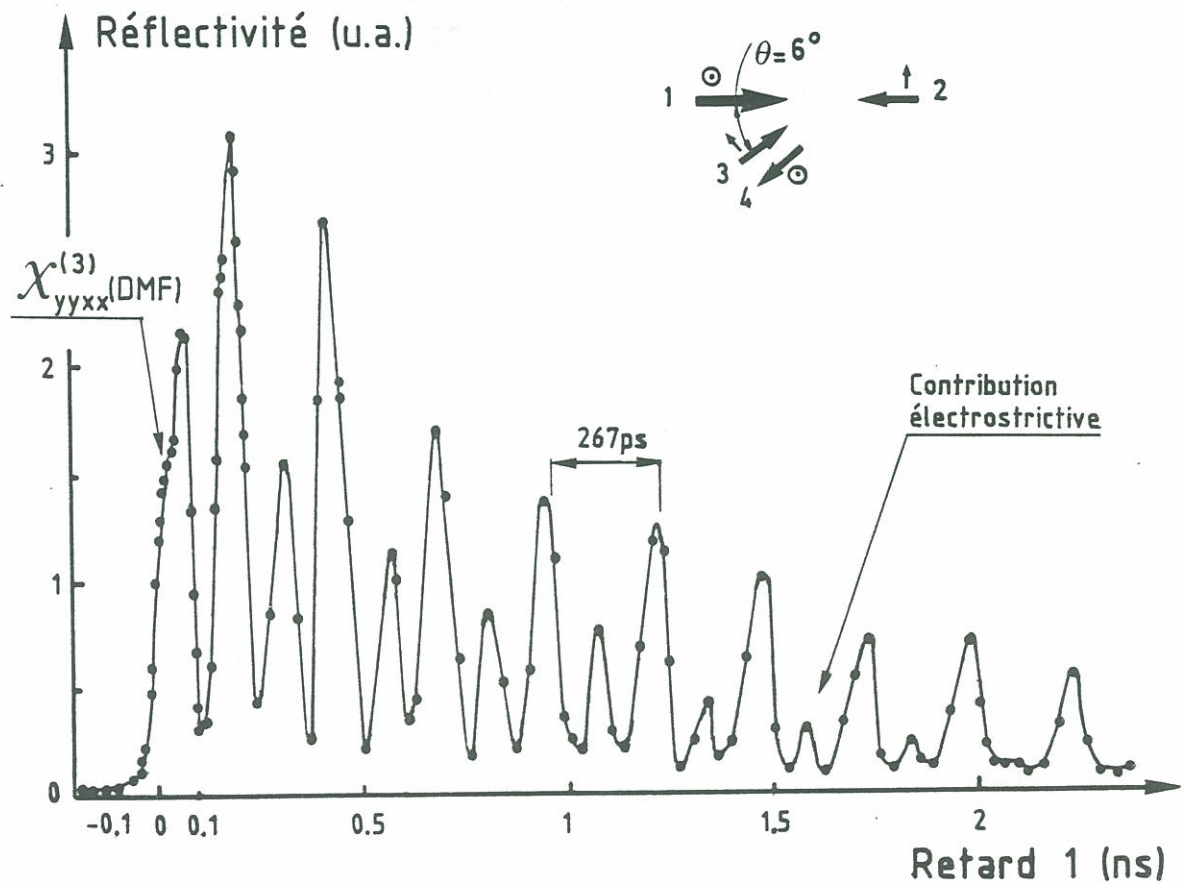 Réflectivité (u.a.)
θ=6°
1
2
3
4
3
χ(3)yyxx(DMF)
2
Contribution
électrostrictive
267ps
1
0
-0,1 0 0.1 0.5 1 1,5 2
Retard 1 (ns)